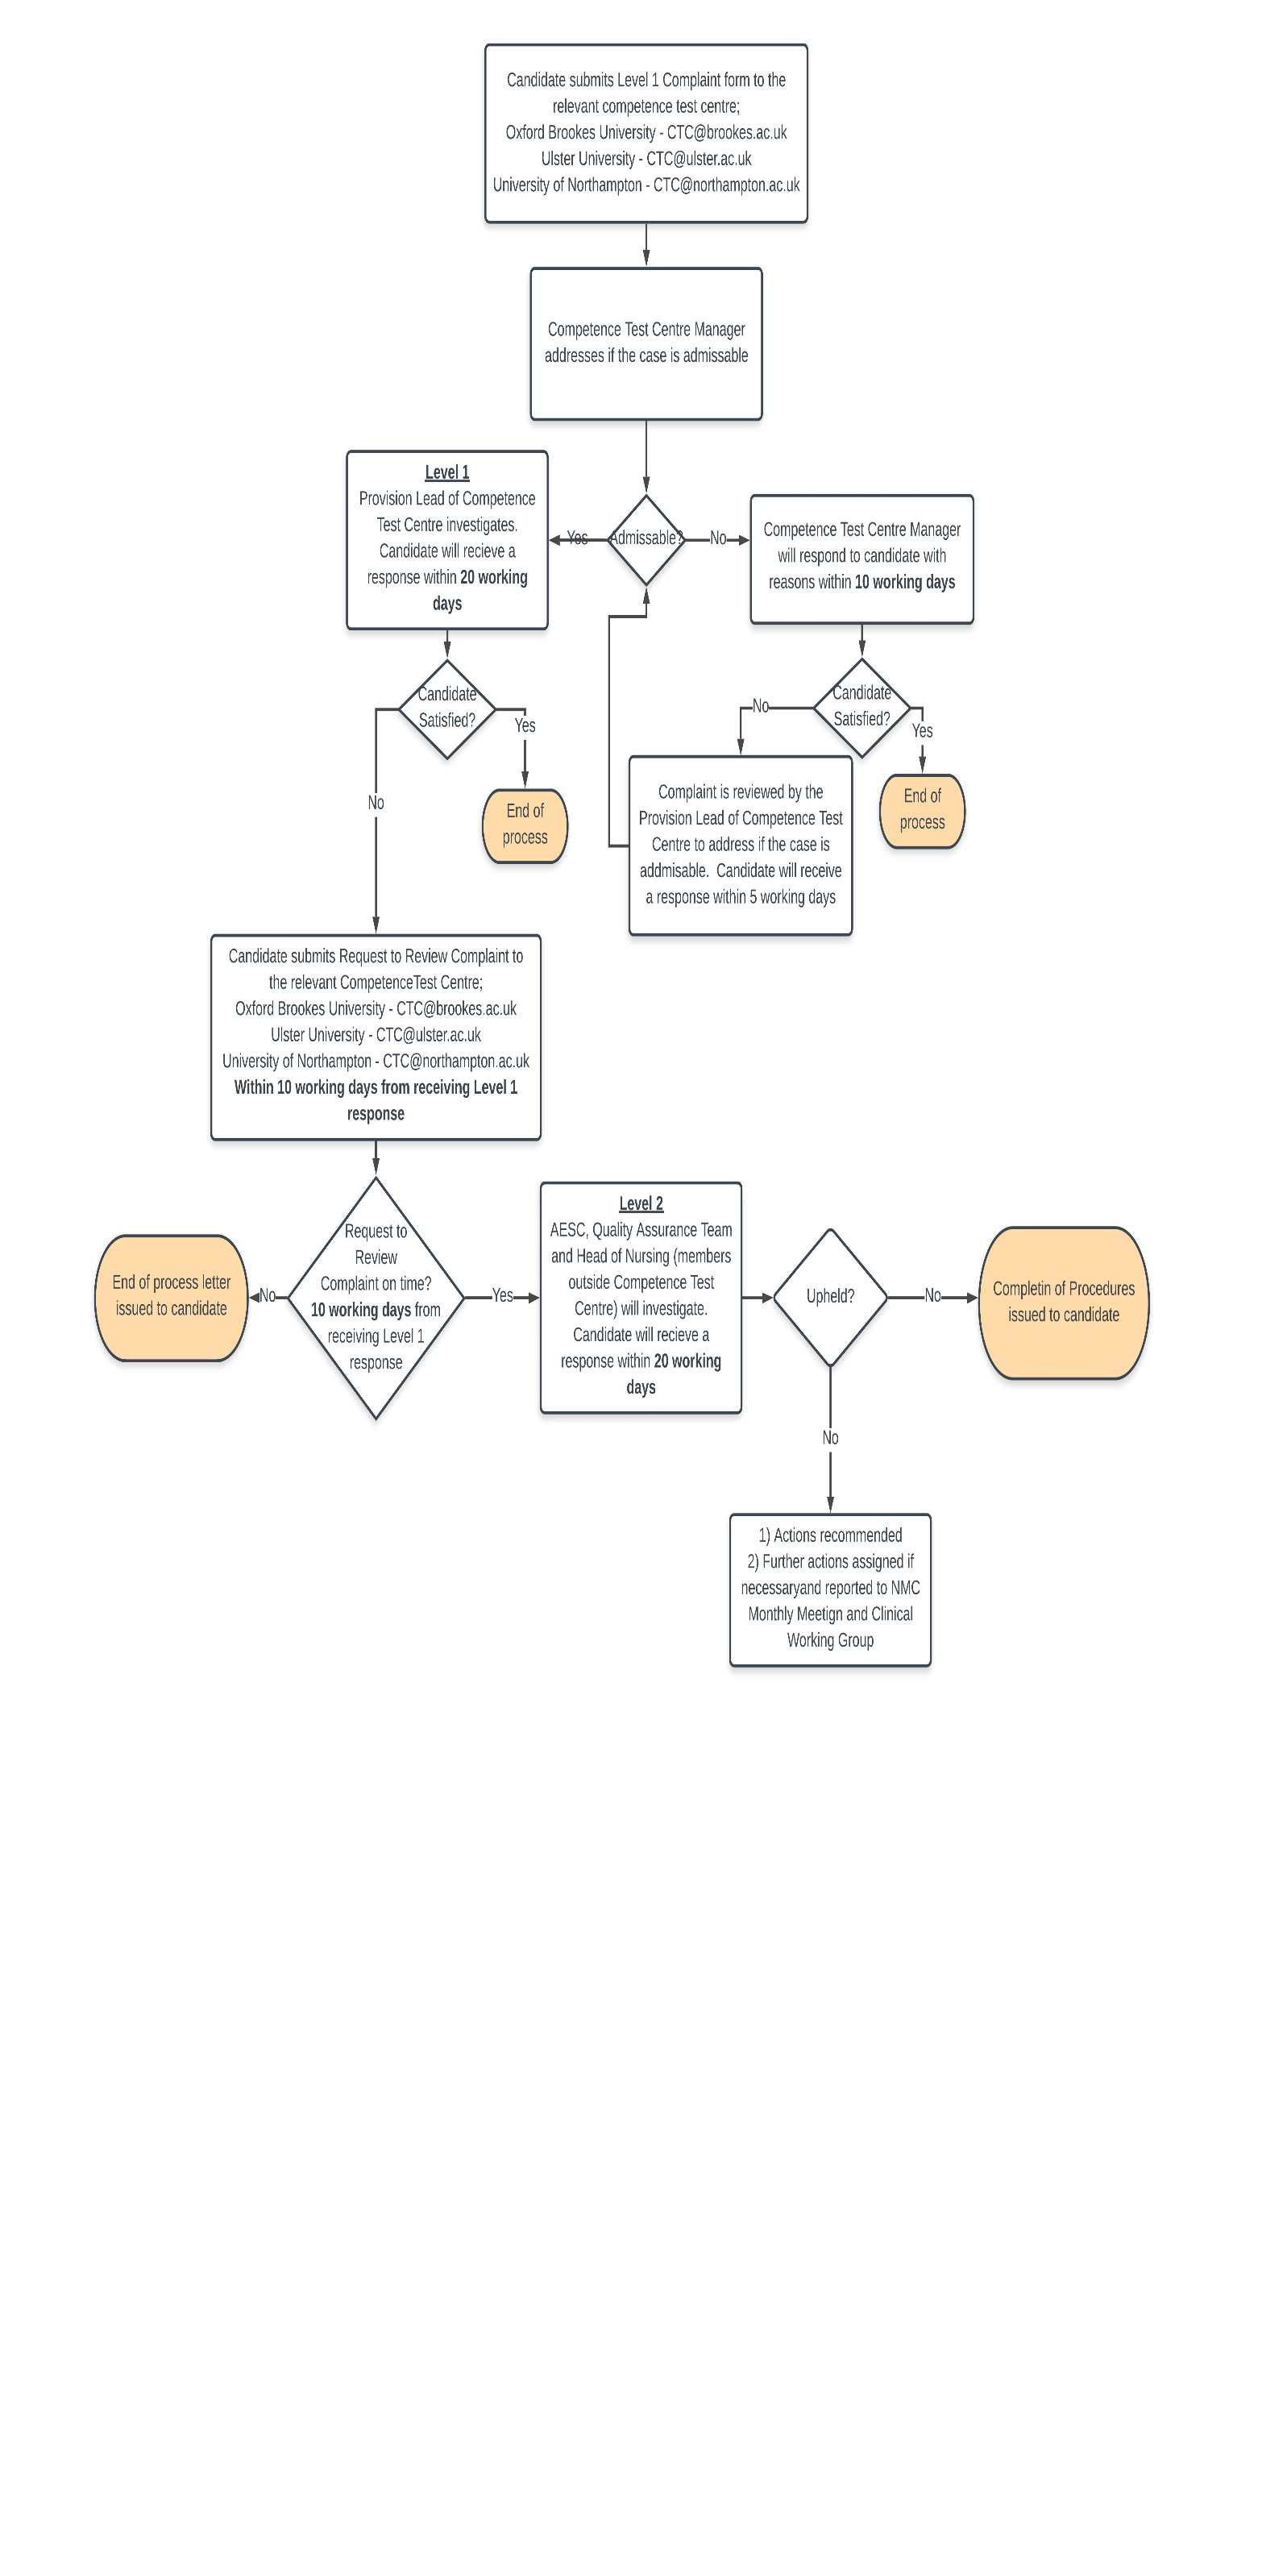 Candidate submits Level 1 Complaint form to the
relevant competence test centre;
Oxford Brookes University - CTC@brookes.ac.uk
Ulster University - CTC@ulster.ac.uk
University of Northampton - CTC@northampton.ac.uk
Competence Test Centre Manager
addresses if the case is admissable
Level 1
Provision Lead of Competence
Test Centre investigates.
Candidate will recieve a
response within 20 working
days
Yes
Admissable?
No
Competence Test Centre Manager
will respond to candidate with
reasons within 10 working days
Candidate
Satisfied?
Yes
No
End of
process
Candidate
Satisfied?
No
Yes
End of
process
Complaint is reviewed by the
Provision Lead of Competence Test
Centre to address if the case is
addmisable.  Candidate will receive
a response within 5 working days
Candidate submits Request to Review Complaint to
the relevant CompetenceTest Centre;
Oxford Brookes University - CTC@brookes.ac.uk
Ulster University - CTC@ulster.ac.uk
University of Northampton - CTC@northampton.ac.uk
Within 10 working days from receiving Level 1
response
End of process letter
issued to candidate
No
Request to
Review
Complaint on time?
10 working days from
receiving Level 1
response
Yes
Level 2
AESC, Quality Assurance Team
and Head of Nursing (members
outside Competence Test
Centre) will investigate.
Candidate will recieve a
response within 20 working
days
Upheld?
No
Completin of Procedures
issued to candidate
No
1) Actions recommended
2) Further actions assigned if
necessaryand reported to NMC
Monthly Meetign and Clinical
Working Group